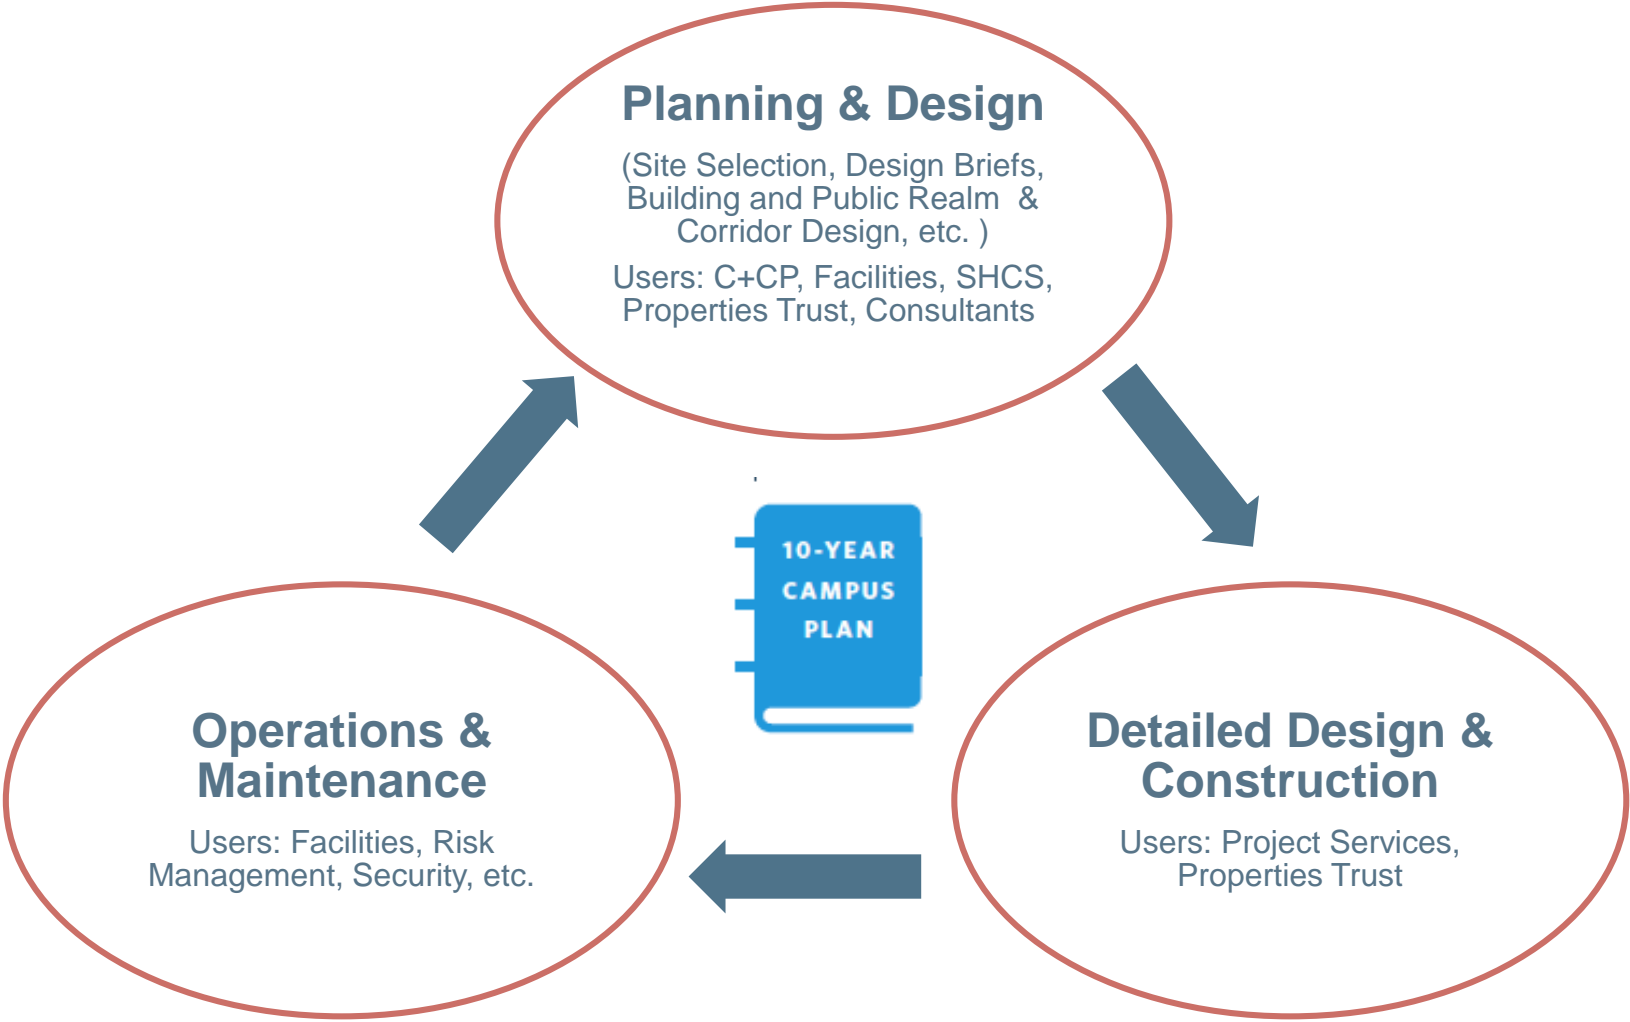 Planning & Design
(Site Selection, Design Briefs,
Building and Public Realm &
Corridor Design, etc. )
Users: C+CP, Facilities, SHCS,
Properties Trust, Consultants
10-YEAR
CAMPUS
PLAN
Operations &
Maintenance
Users: Facilities, Risk
Management, Security, etc.
Detailed Design &
Construction
Users: Project Services,
Properties Trust